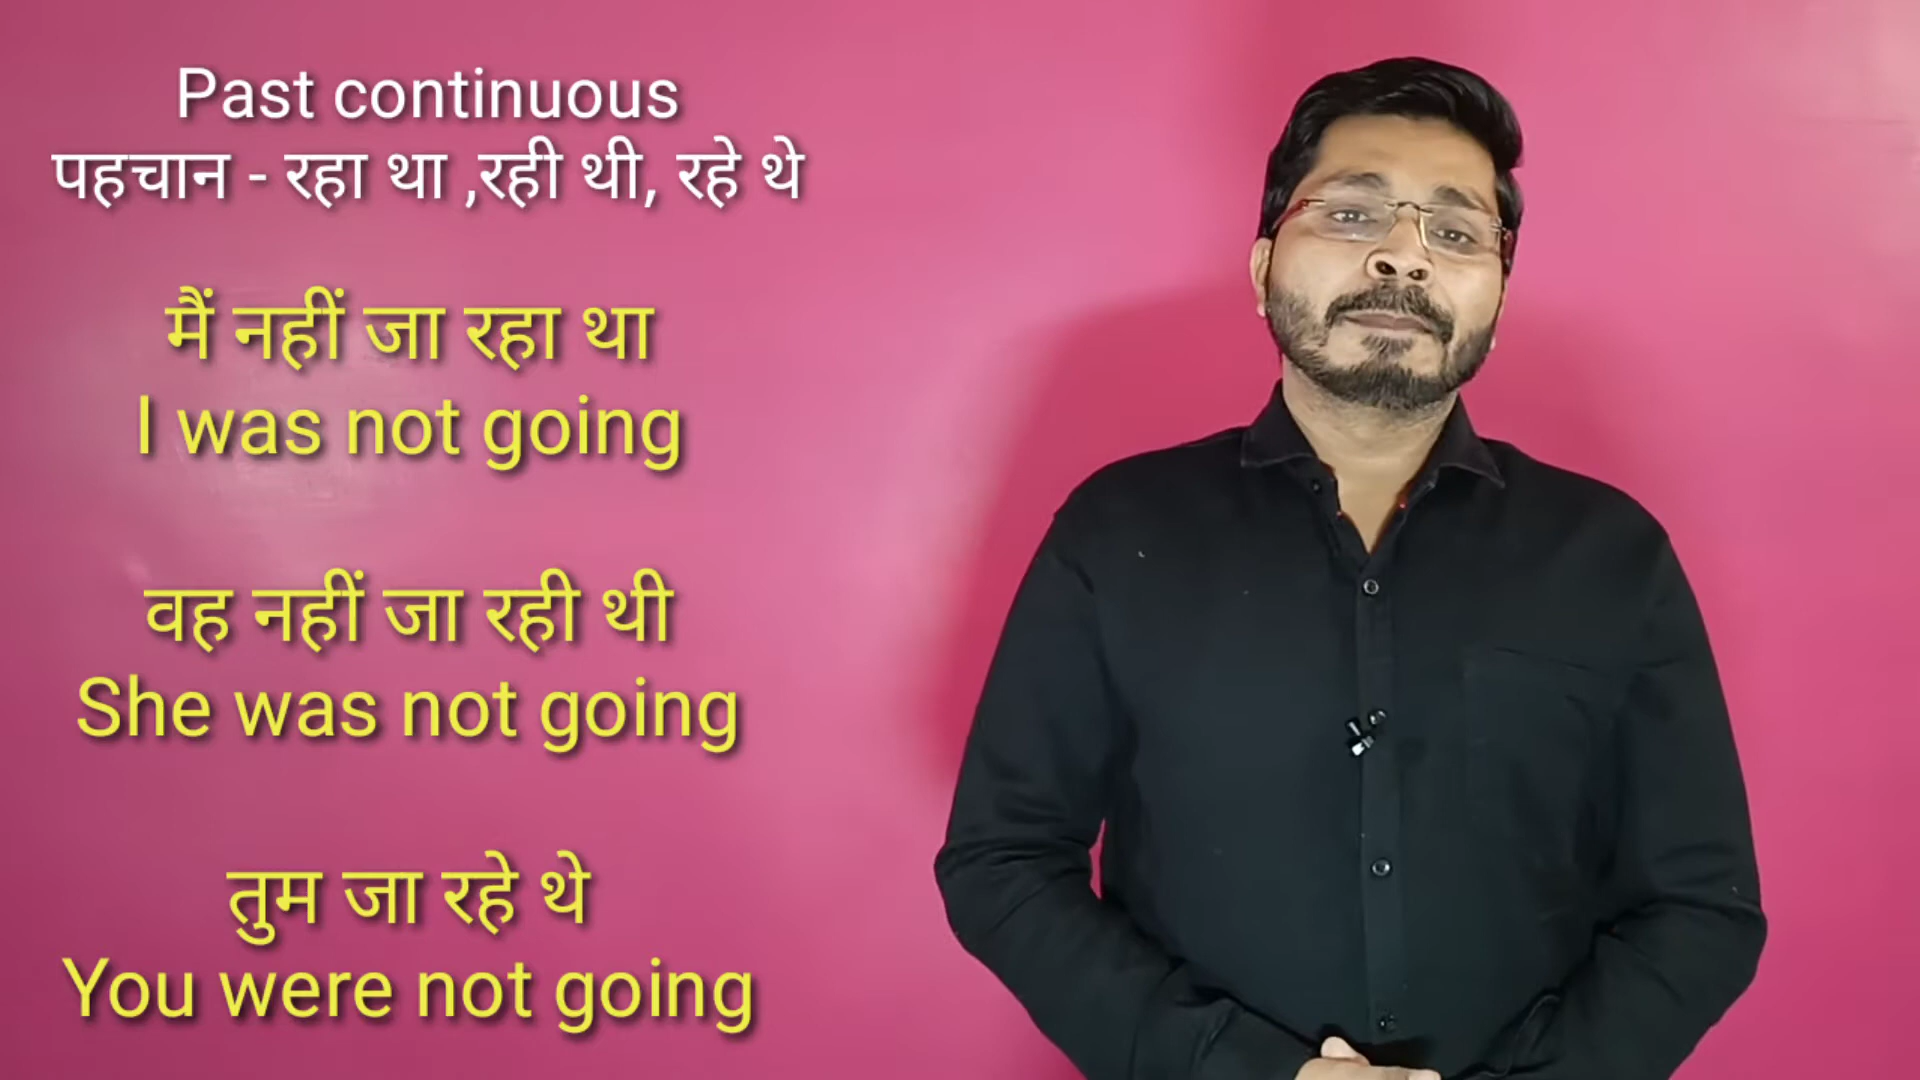 Past continuous
पहचान - रहा था ,रही थी, रहे थे
मैं नहीं जा रहा था
I was not going
वह नहीं जा रही थी
She was not going
तुम जा रहे थे
You were not going